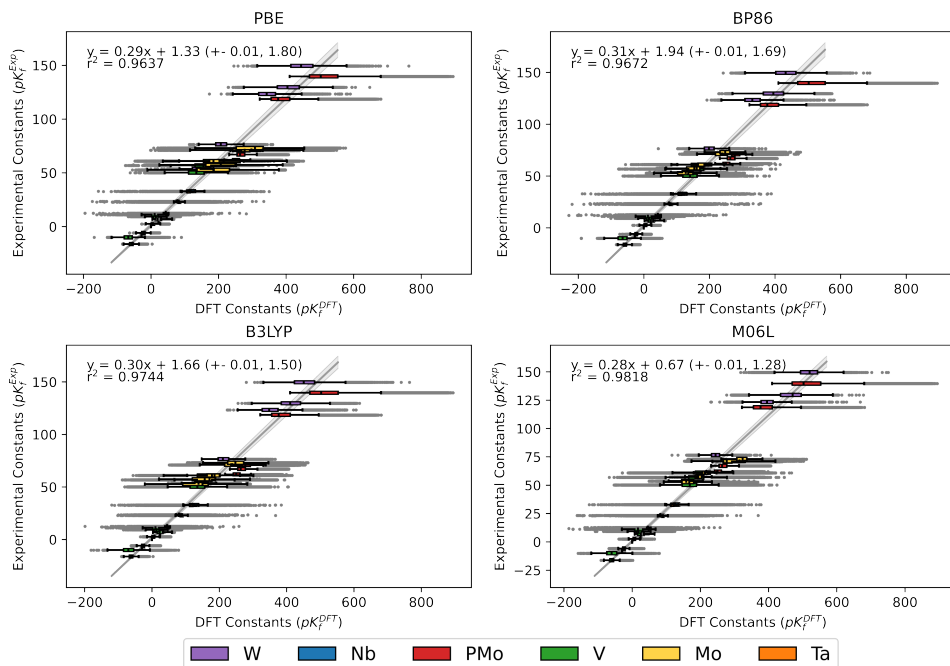 PBE
y = 0.29x + 1.33 (+- 0.01, 1.80)
r² = 0.9637
Experimental Constants (pK_f^Exp)
150
100
50
0
−200 0 200 400 600 800
DFT Constants (pK_f^DFT)
BP86
y = 0.31x + 1.94 (+- 0.01, 1.69)
r² = 0.9672
Experimental Constants (pK_f^Exp)
150
100
50
0
−200 0 200 400 600 800
DFT Constants (pK_f^DFT)
B3LYP
y = 0.30x + 1.66 (+- 0.01, 1.50)
r² = 0.9744
Experimental Constants (pK_f^Exp)
150
100
50
0
−200 0 200 400 600 800
DFT Constants (pK_f^DFT)
M06L
y = 0.28x + 0.67 (+- 0.01, 1.28)
r² = 0.9818
Experimental Constants (pK_f^Exp)
150
125
100
75
50
25
0
−25
−200 0 200 400 600 800
DFT Constants (pK_f^DFT)
W Nb PMo V Mo Ta